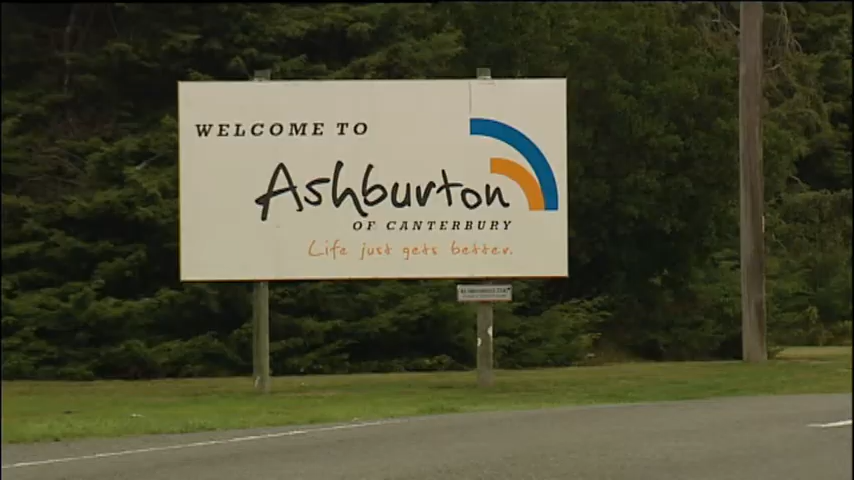 WELCOME TO
Ashburton
OF CANTERBURY
Life just gets better.